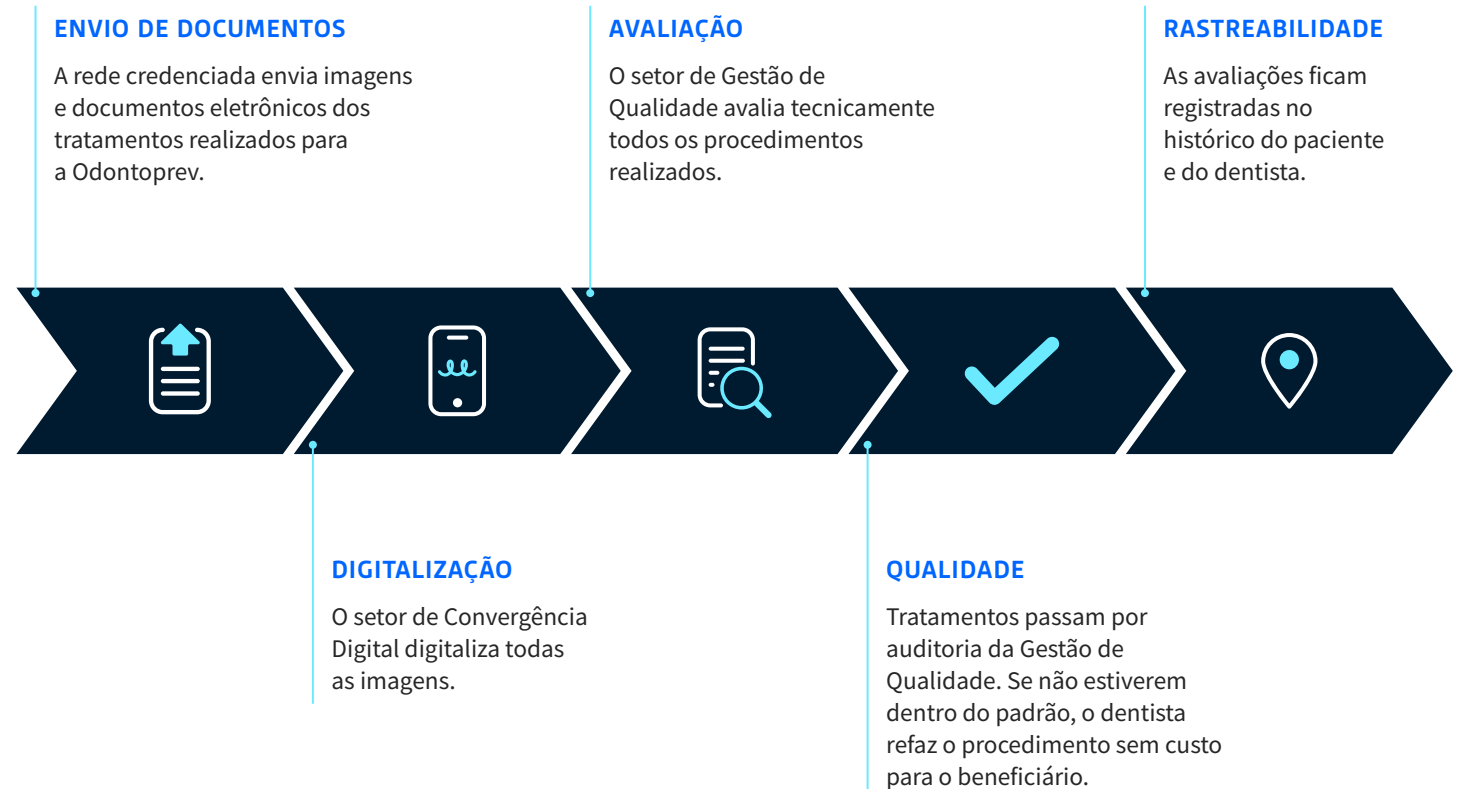 ENVIO DE DOCUMENTOS
A rede credenciada envia imagens
e documentos eletrônicos dos
tratamentos realizados para
a Odontoprev.
DIGITALIZAÇÃO
O setor de Convergência
Digital digitaliza todas
as imagens.
AVALIAÇÃO
O setor de Gestão de
Qualidade avalia tecnicamente
todos os procedimentos
realizados.
QUALIDADE
Tratamentos passam por
auditoria da Gestão de
Qualidade. Se não estiverem
dentro do padrão, o dentista
refaz o procedimento sem custo
para o beneficiário.
RASTREABILIDADE
As avaliações ficam
registradas no
histórico do paciente
e do dentista.